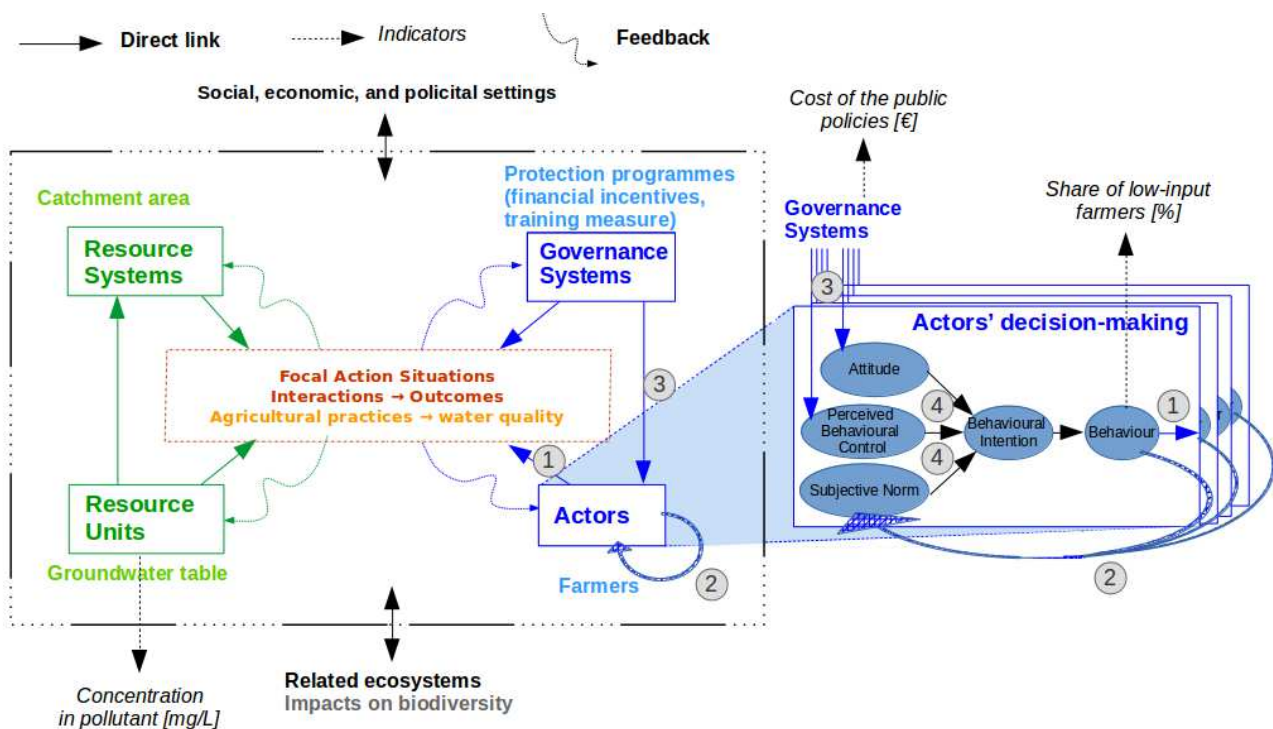 Direct link
Indicators
Feedback
Social, economic, and policital settings
Cost of the public
policies [€]
Catchment area
Protection programmes
(financial incentives,
training measure)
Share of low-input
farmers [%]
Governance
Systems
Resource
Systems
Governance
Systems
3
Actors' decision-making
Attitude
Focal Action Situations
Interactions → Outcomes
Agricultural practices → water quality
3
4
1
Perceived
Behavioural
Control
Behavioural
Intention
Behaviour
r
4
1
Subjective Norm
Resource
Units
Actors
Groundwater table
Farmers
2
2
Related ecosystems
Impacts on biodiversity
Concentration
in pollutant [mg/L]